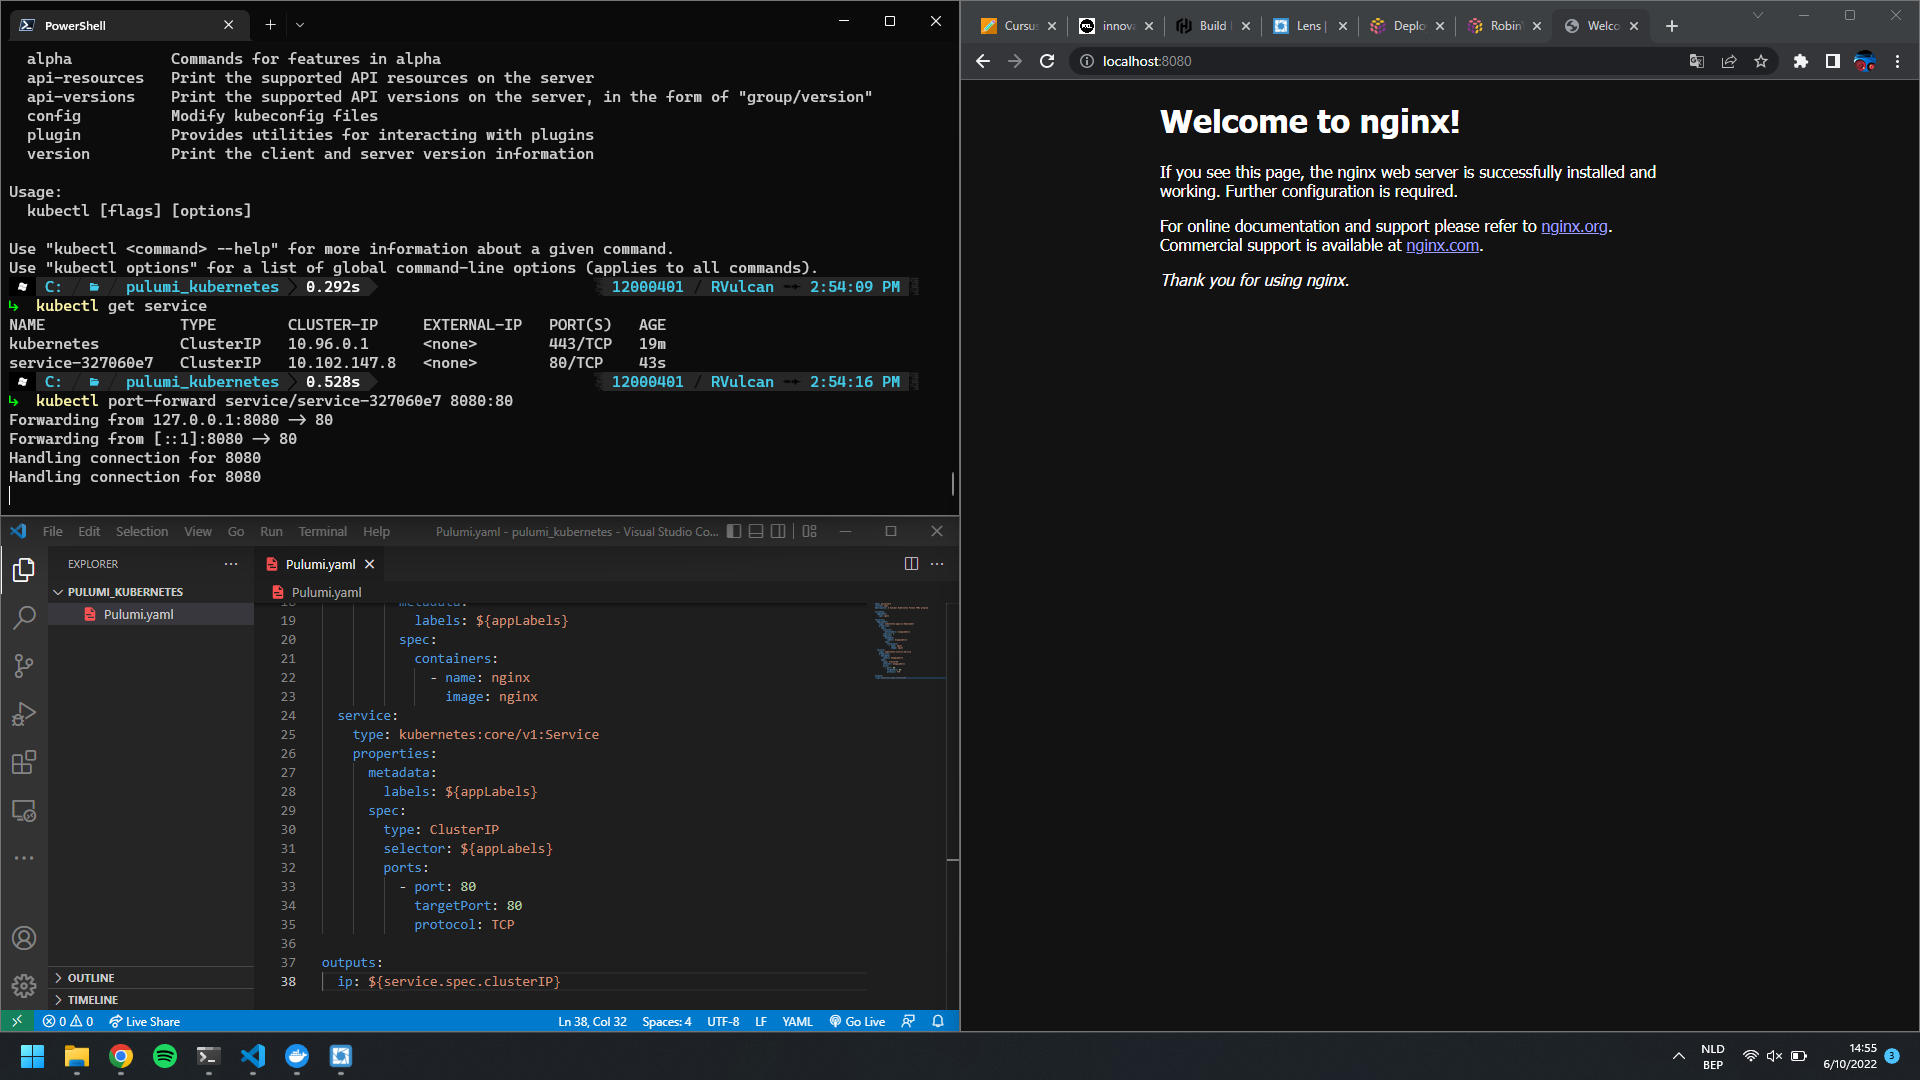 PowerShell
alpha Commands for features in alpha
api-resources Print the supported API resources on the server
api-versions Print the supported API versions on the server, in the form of "group/version"
config Modify kubeconfig files
plugin Provides utilities for interacting with plugins
version Print the client and server version information
Usage:
kubectl [flags] [options]
Use "kubectl <command> --help" for more information about a given command.
Use "kubectl options" for a list of global command-line options (applies to all commands).
C: pulumi_kubernetes 0.292s 12000401 / RVulcan 2:54:09 PM
kubectl get service
NAME TYPE CLUSTER-IP EXTERNAL-IP PORT(S) AGE
kubernetes ClusterIP 10.96.0.1 <none> 443/TCP 19m
service-327060e7 ClusterIP 10.102.147.8 <none> 80/TCP 43s
C: pulumi_kubernetes 0.528s 12000401 / RVulcan 2:54:16 PM
kubectl port-forward service/service-327060e7 8080:80
Forwarding from 127.0.0.1:8080 -> 80
Forwarding from [::1]:8080 -> 80
Handling connection for 8080
Handling connection for 8080
File Edit Selection View Go Run Terminal Help Pulumi.yaml - pulumi_kubernetes - Visual Studio Co...
EXPLORER
PULUMI_KUBERNETES
Pulumi.yaml
OUTLINE
TIMELINE
Pulumi.yaml
Pulumi.yaml
18 metadata:
19 labels: ${appLabels}
20 spec:
21 containers:
22 - name: nginx
23 image: nginx
24 service:
25 type: kubernetes:core/v1:Service
26 properties:
27 metadata:
28 labels: ${appLabels}
29 spec:
30 type: ClusterIP
31 selector: ${appLabels}
32 ports:
33 - port: 80
34 targetPort: 80
35 protocol: TCP
36
37 outputs:
38 ip: ${service.spec.clusterIP}
0 0 Live Share Ln 38, Col 32 Spaces: 4 UTF-8 LF YAML Go Live
Cursus innova Build Lens | Deplo Robin Welco
localhost:8080
Welcome to nginx!
If you see this page, the nginx web server is successfully installed and
working. Further configuration is required.
For online documentation and support please refer to nginx.org.
Commercial support is available at nginx.com.
Thank you for using nginx.
NLD
BEP
14:55
6/10/2022
3